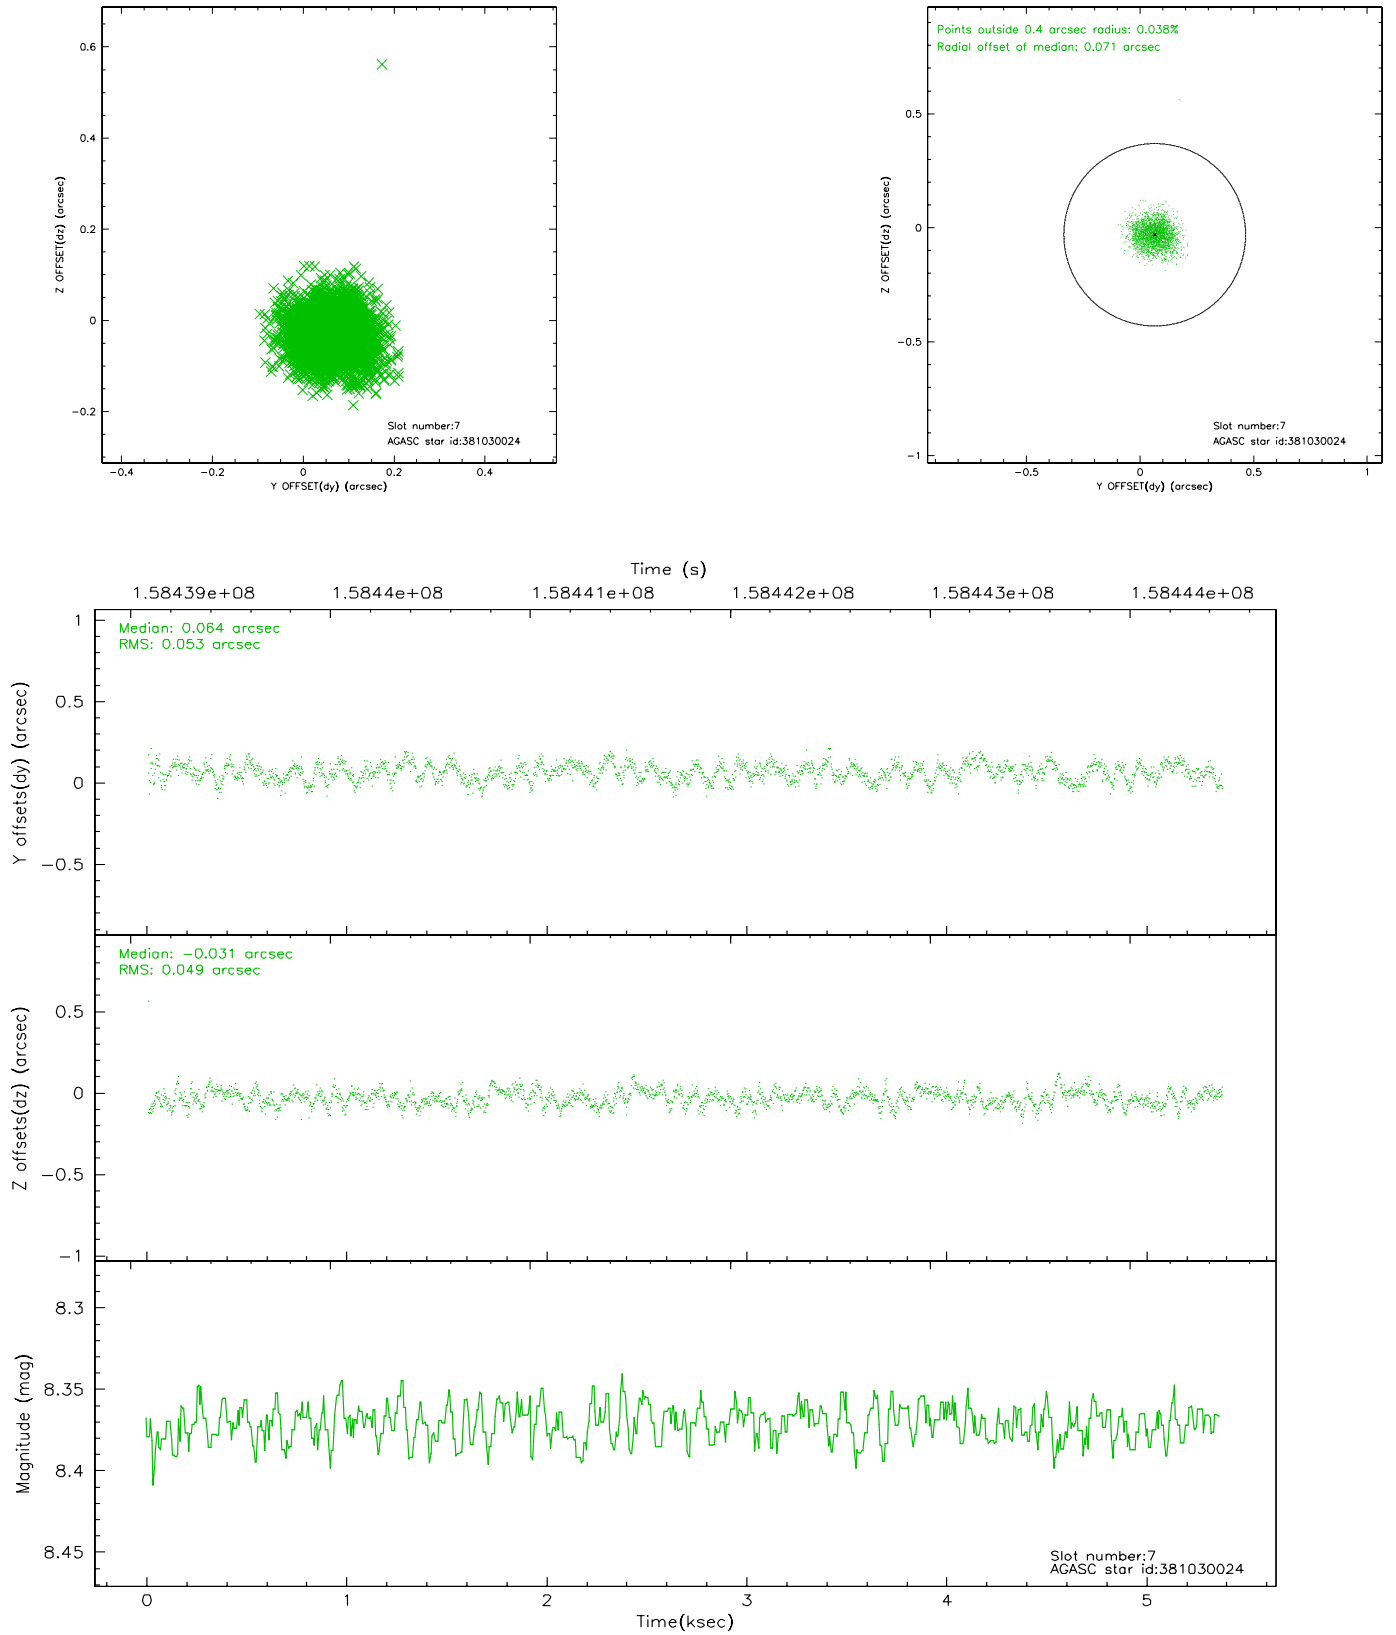 0.6
0.4
0.2
0
−0.2
Z OFFSET(dz) (arcsec)
Slot number:7
AGASC star id:381030024
−0.4 −0.2 0 0.2 0.4
Y OFFSET(dy) (arcsec)
Points outside 0.4 arcsec radius: 0.038%
Radial offset of median: 0.071 arcsec
0.5
0
−0.5
−1
Z OFFSET(dz) (arcsec)
Slot number:7
AGASC star id:381030024
−0.5 0 0.5 1
Y OFFSET(dy) (arcsec)
Time (s)
1.58439e+08 1.5844e+08 1.58441e+08 1.58442e+08 1.58443e+08 1.58444e+08
Median: 0.064 arcsec
RMS: 0.053 arcsec
1
0.5
0
−0.5
Y offsets(dy) (arcsec)
Median: −0.031 arcsec
RMS: 0.049 arcsec
0.5
0
−0.5
−1
Z offsets(dz) (arcsec)
8.3
8.35
8.4
8.45
Magnitude (mag)
Slot number:7
AGASC star id:381030024
0 1 2 3 4 5
Time(ksec)